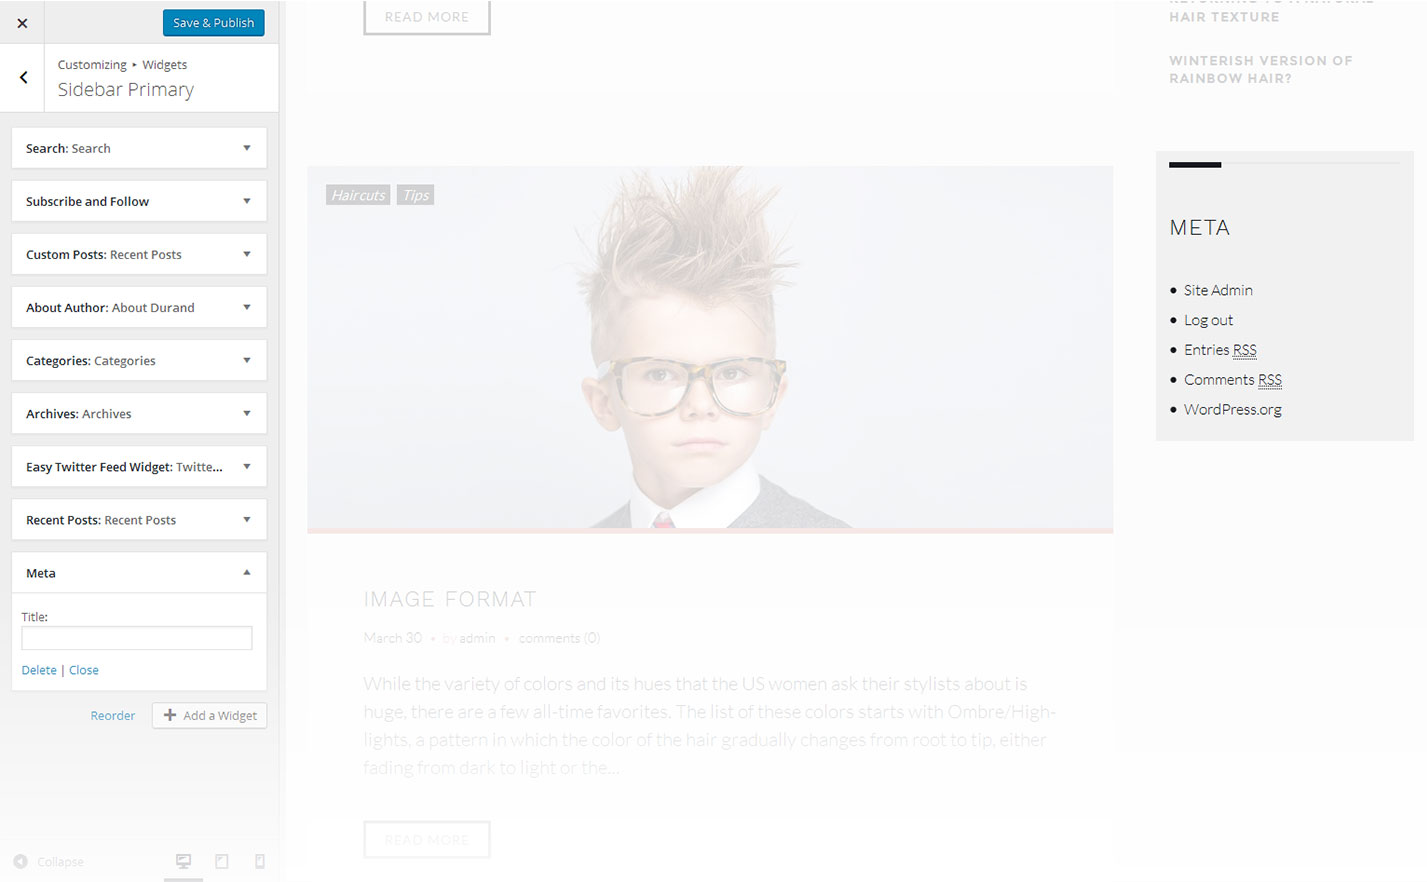 Save & Publish
Customizing ▸ Widgets
Sidebar Primary
Search: Search
Subscribe and Follow
Custom Posts: Recent Posts
About Author: About Durand
Categories: Categories
Archives: Archives
Easy Twitter Feed Widget: Twitte...
Recent Posts: Recent Posts
Meta
Title:
Delete | Close
Reorder
Add a Widget
Collapse
READ MORE
Haircuts Tips
IMAGE FORMAT
March 30 • by admin • comments (0)
While the variety of colors and its hues that the US women ask their stylists about is
huge, there are a few all-time favorites. The list of these colors starts with Ombre/High-
lights, a pattern in which the color of the hair gradually changes from root to tip, either
fading from dark to light or the...
READ MORE
HAIR TEXTURE
WINTERISH VERSION OF
RAINBOW HAIR?
META
• Site Admin
• Log out
• Entries RSS
• Comments RSS
• WordPress.org